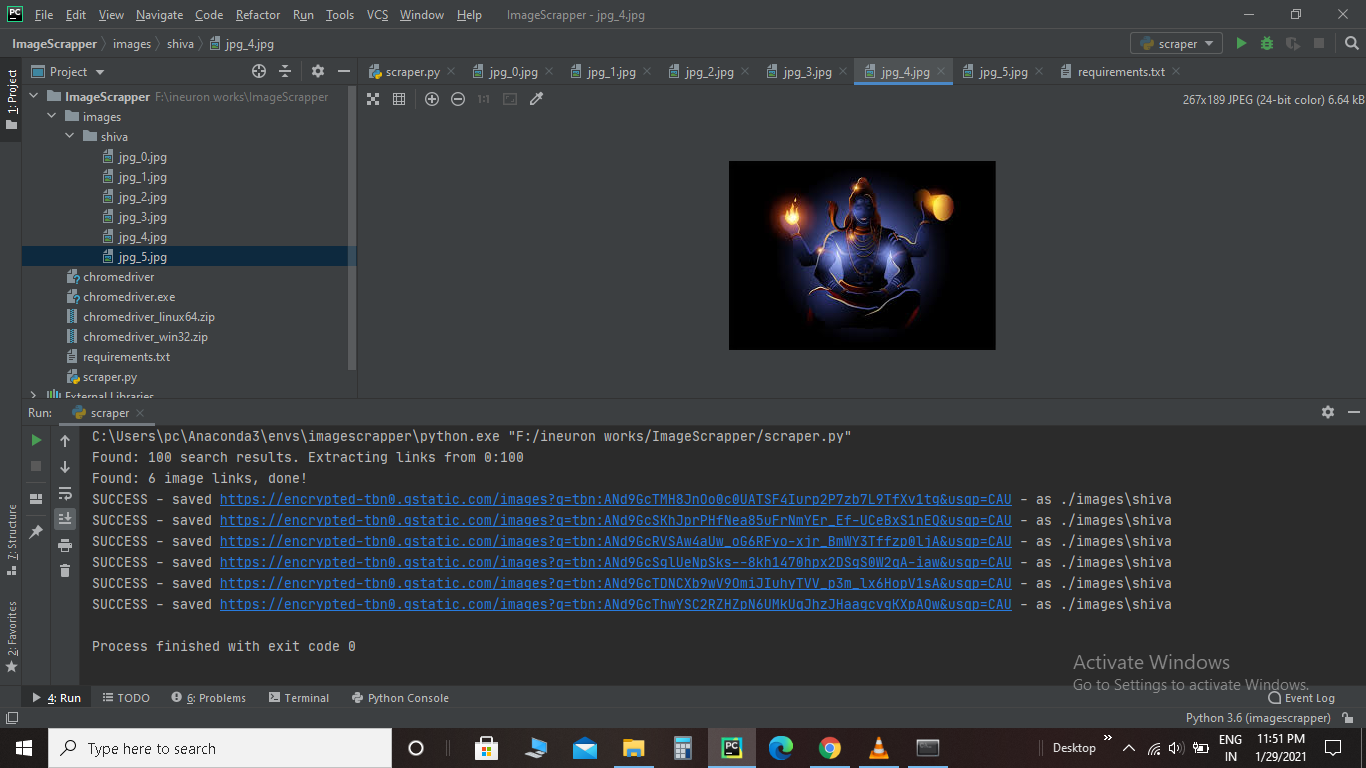 PC File Edit View Navigate Code Refactor Run Tools VCS Window Help ImageScrapper - jpg_4.jpg
ImageScrapper images shiva jpg_4.jpg scraper
1: Project
Project scraper.py jpg_0.jpg jpg_1.jpg jpg_2.jpg jpg_3.jpg jpg_4.jpg jpg_5.jpg requirements.txt
1:1 267x189 JPEG (24-bit color) 6.64 kB
ImageScrapper F:\ineuron works\ImageScrapper
images
shiva
jpg_0.jpg
jpg_1.jpg
jpg_2.jpg
jpg_3.jpg
jpg_4.jpg
jpg_5.jpg
chromedriver
chromedriver.exe
chromedriver_linux64.zip
chromedriver_win32.zip
requirements.txt
scraper.py
External Libraries
Run: scraper
C:\Users\pc\Anaconda3\envs\imagescrapper\python.exe "F:/ineuron works/ImageScrapper/scraper.py"
Found: 100 search results. Extracting links from 0:100
Found: 6 image links, done!
SUCCESS - saved https://encrypted-tbn0.gstatic.com/images?q=tbn:ANd9GcTMH8JnOo0c0UATSF4Iurp2P7zb7L9TfXv1tg&usqp=CAU - as ./images\shiva
SUCCESS - saved https://encrypted-tbn0.gstatic.com/images?q=tbn:ANd9GcSKhJprPHfNea85uFrNmYEr_Ef-UCeBxS1nEQ&usqp=CAU - as ./images\shiva
SUCCESS - saved https://encrypted-tbn0.gstatic.com/images?q=tbn:ANd9GcRVSAw4aUw_oG6RFyo-xjr_BmWY3Tffzp0ljA&usqp=CAU - as ./images\shiva
SUCCESS - saved https://encrypted-tbn0.gstatic.com/images?q=tbn:ANd9GcSqlUeNpSks--8kh1470hpx2DSgS0W2qA-iaw&usqp=CAU - as ./images\shiva
SUCCESS - saved https://encrypted-tbn0.gstatic.com/images?q=tbn:ANd9GcTDNCXb9wV9OmiJIuhyTVV_p3m_lx6HopV1sA&usqp=CAU - as ./images\shiva
SUCCESS - saved https://encrypted-tbn0.gstatic.com/images?q=tbn:ANd9GcThwYSC2RZHZpN6UMkUgJhzJHaagcvgKXpAQw&usqp=CAU - as ./images\shiva
Process finished with exit code 0
7: Structure
2: Favorites
Activate Windows
Go to Settings to activate Windows.
4: Run TODO 6: Problems Terminal Python Console Event Log
Python 3.6 (imagescrapper)
Type here to search PC Desktop ENG 11:51 PM
IN 1/29/2021